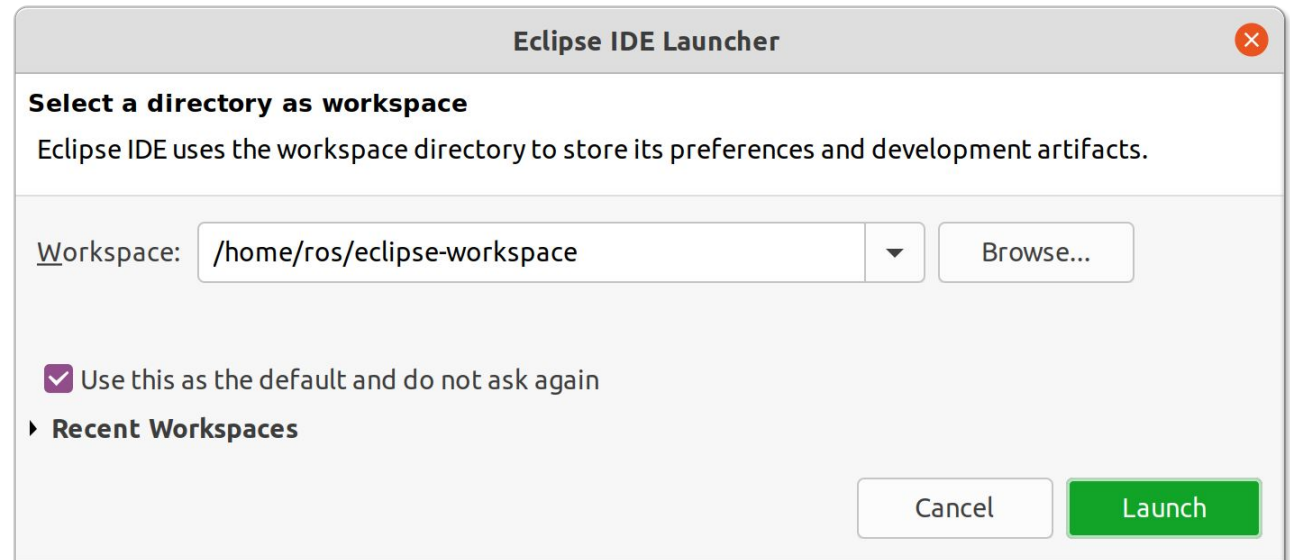 Eclipse IDE Launcher
Select a directory as workspace
Eclipse IDE uses the workspace directory to store its preferences and development artifacts.
Workspace: /home/ros/eclipse-workspace Browse...
Use this as the default and do not ask again
Recent Workspaces
Cancel Launch